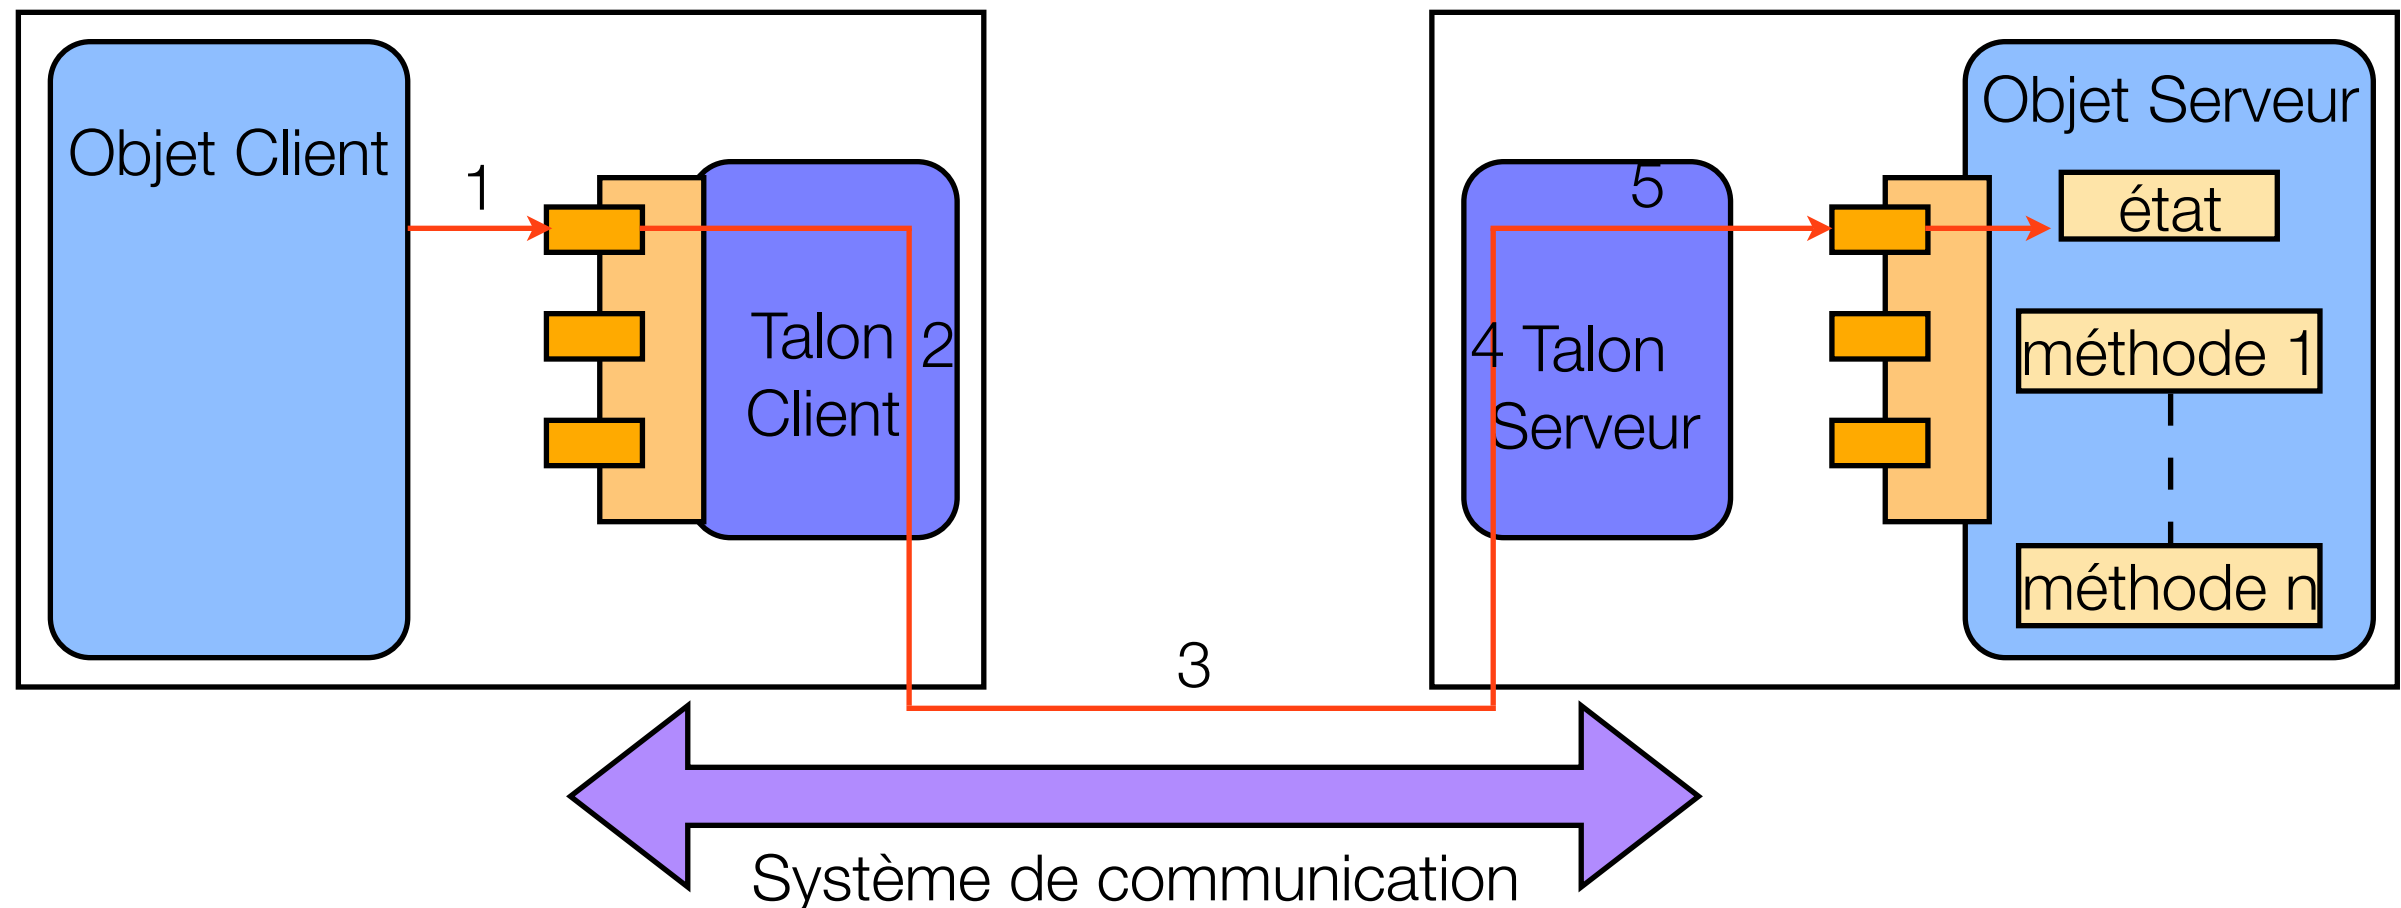 Objet Client
1
Talon
Client
2
3
4
Talon
Serveur
5
Objet Serveur
état
méthode 1
méthode n
Système de communication